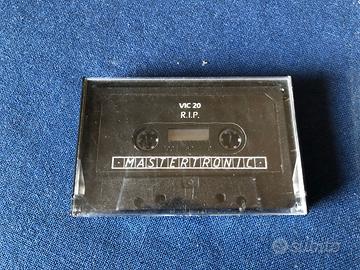 VIC 20
R.I.P.
· MASTERTRONIC ·
subito